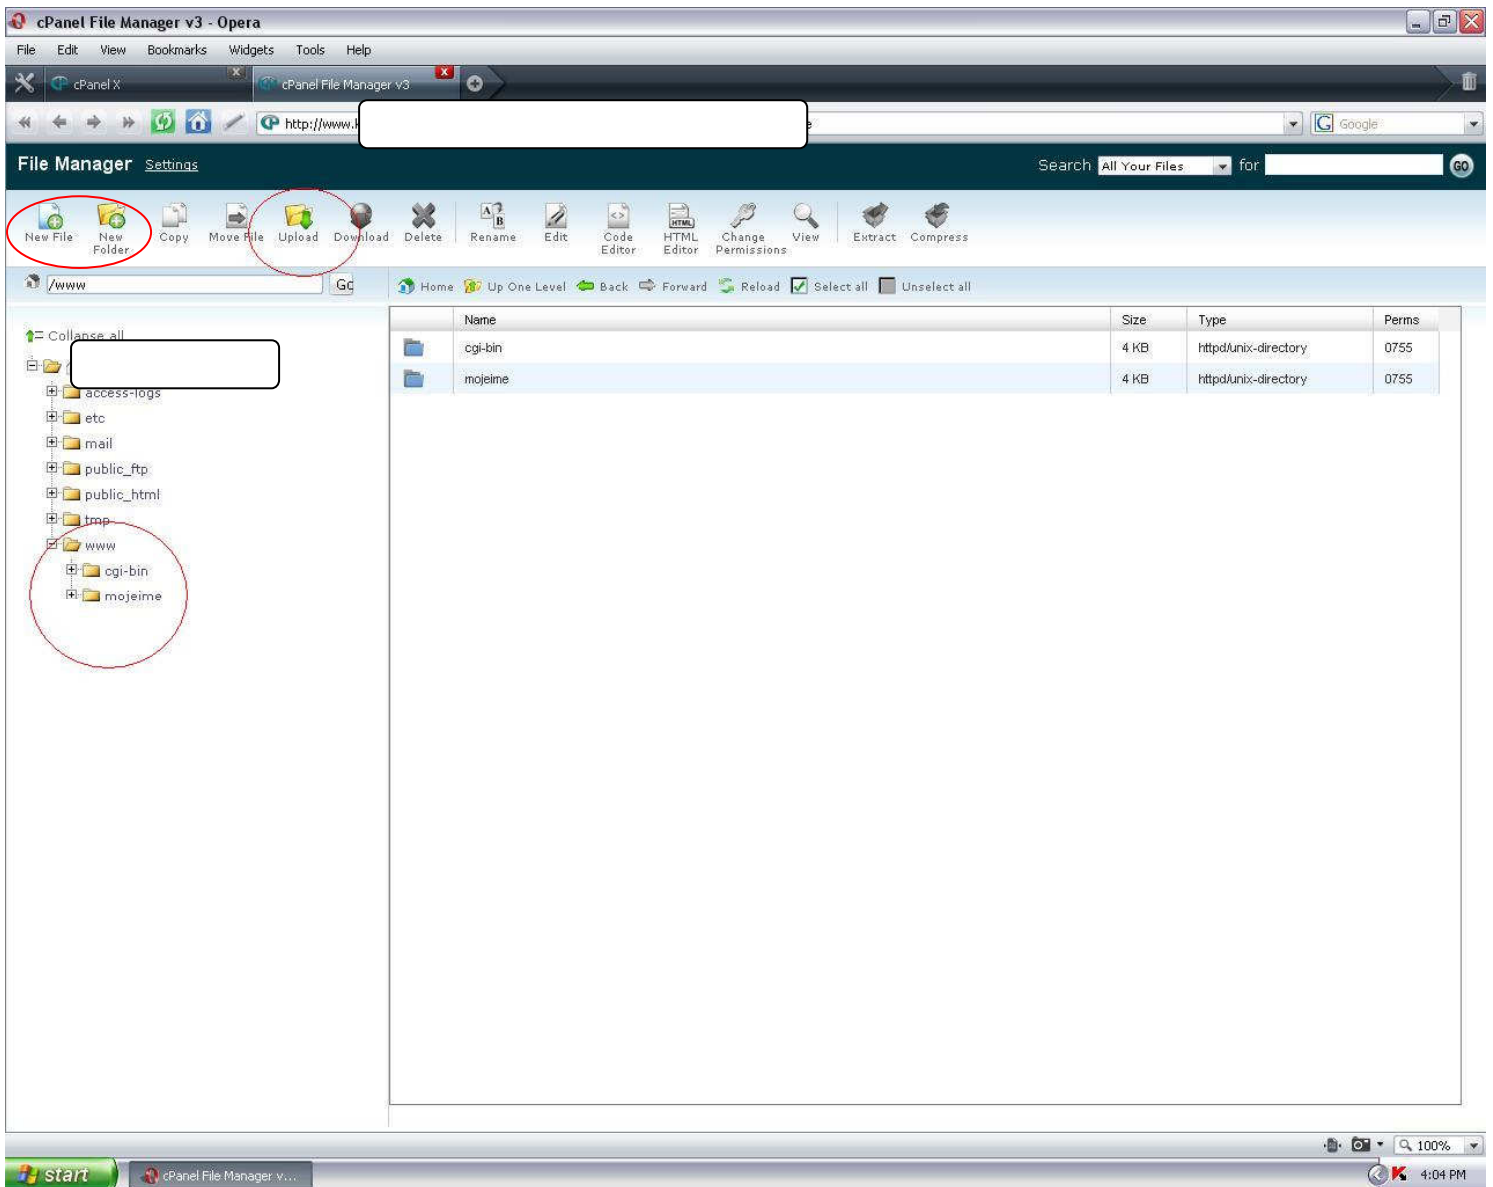 cPanel File Manager v3 - Opera
File Edit View Bookmarks Widgets Tools Help
cPanel X cPanel File Manager v3
http://www. Google
File Manager Settings Search All Your Files for GO
New File New Folder Copy Move File Upload Download Delete Rename Edit Code Editor HTML Editor Change Permissions View Extract Compress
/www Go Home Up One Level Back Forward Reload Select all Unselect all
Name Size Type Perms
Collapse all
cgi-bin 4 KB httpd/unix-directory 0755
mojeime 4 KB httpd/unix-directory 0755
access-logs
etc
mail
public_ftp
public_html
tmp
www
cgi-bin
mojeime
100%
start cPanel File Manager v... 4:04 PM